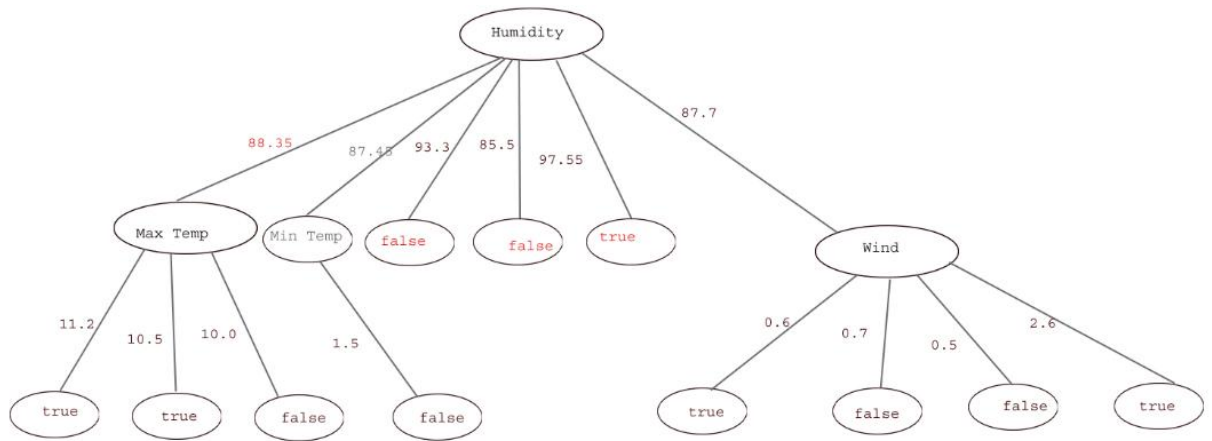 Humidity
87.7
88.35
87.45
93.3
85.5
97.55
Max Temp
Min Temp
false
false
true
Wind
11.2
10.5
10.0
1.5
0.6
0.7
0.5
2.6
true
true
false
false
true
false
false
true